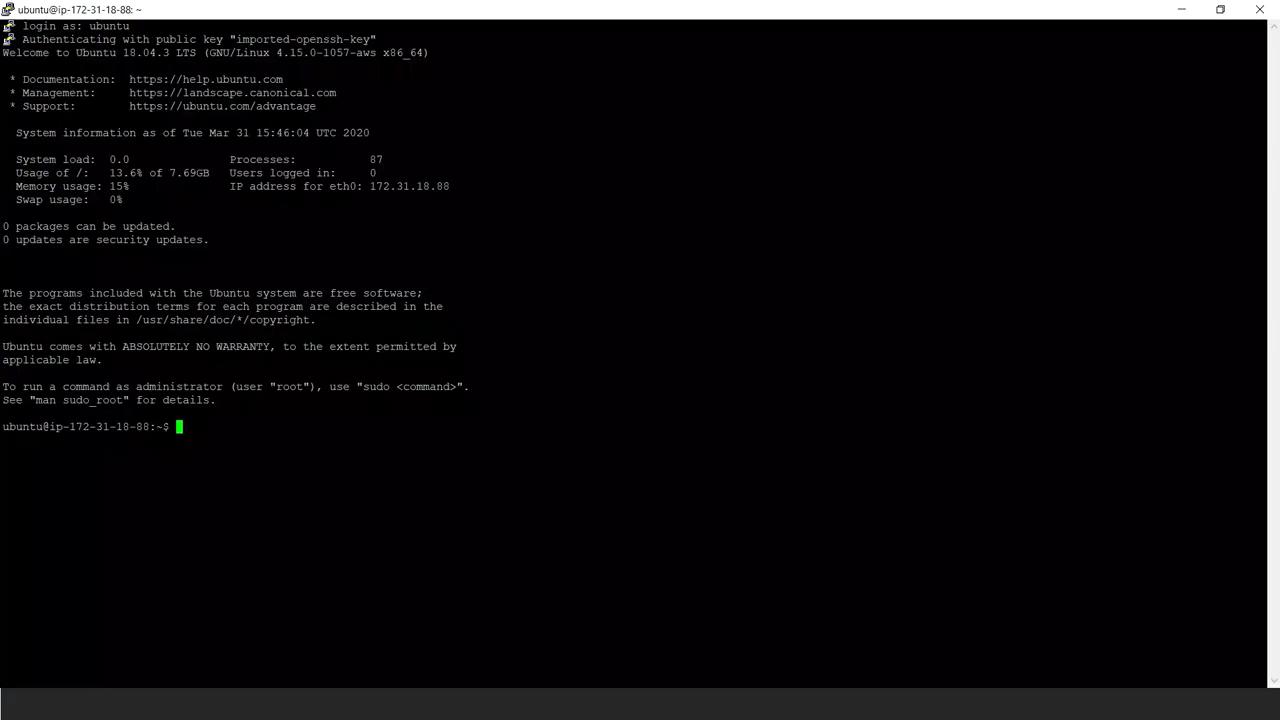 ubuntu@ip-172-31-18-88: ~
login as: ubuntu
Authenticating with public key "imported-openssh-key"
Welcome to Ubuntu 18.04.3 LTS (GNU/Linux 4.15.0-1057-aws x86_64)
* Documentation:  https://help.ubuntu.com
* Management:     https://landscape.canonical.com
* Support:        https://ubuntu.com/advantage
System information as of Tue Mar 31 15:46:04 UTC 2020
System load:  0.0               Processes:           87
Usage of /:   13.6% of 7.69GB   Users logged in:     0
Memory usage: 15%               IP address for eth0: 172.31.18.88
Swap usage:   0%
0 packages can be updated.
0 updates are security updates.
The programs included with the Ubuntu system are free software;
the exact distribution terms for each program are described in the
individual files in /usr/share/doc/*/copyright.
Ubuntu comes with ABSOLUTELY NO WARRANTY, to the extent permitted by
applicable law.
To run a command as administrator (user "root"), use "sudo <command>".
See "man sudo_root" for details.
ubuntu@ip-172-31-18-88:~$